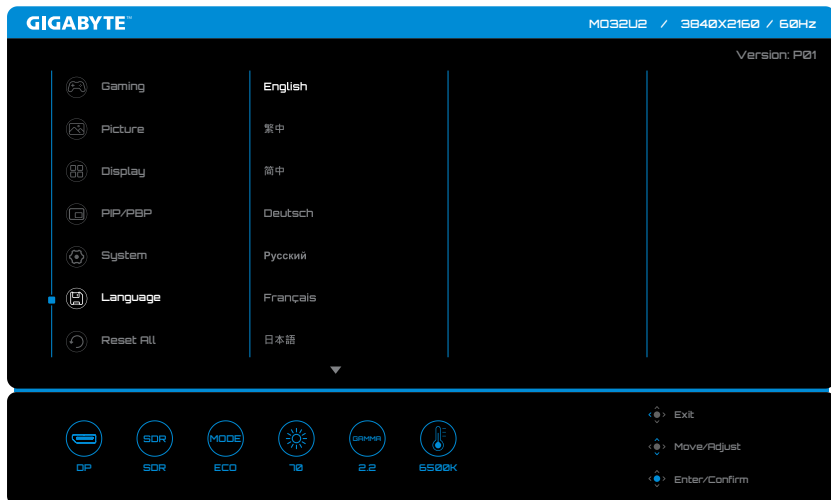 GIGABYTE™
MO32U2 / 3840X2160 / 60Hz
Version: P01
Gaming
Picture
Display
PIP/PBP
System
Language
Reset All
English
繁中
简中
Deutsch
Русский
Français
日本語
SDR
MODE
GAMMA
DP
SDR
ECO
70
2.2
6500K
Exit
Move/Adjust
Enter/Confirm